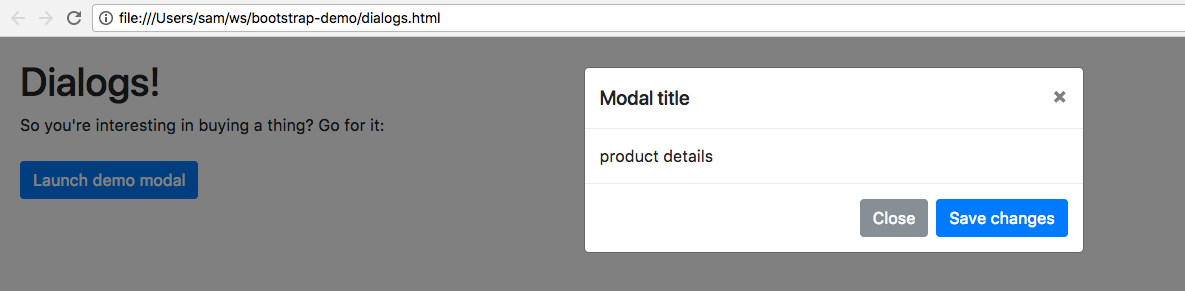 file:///Users/sam/ws/bootstrap-demo/dialogs.html
Dialogs!
So you're interesting in buying a thing? Go for it:
Launch demo modal
Modal title
×
product details
Close
Save changes